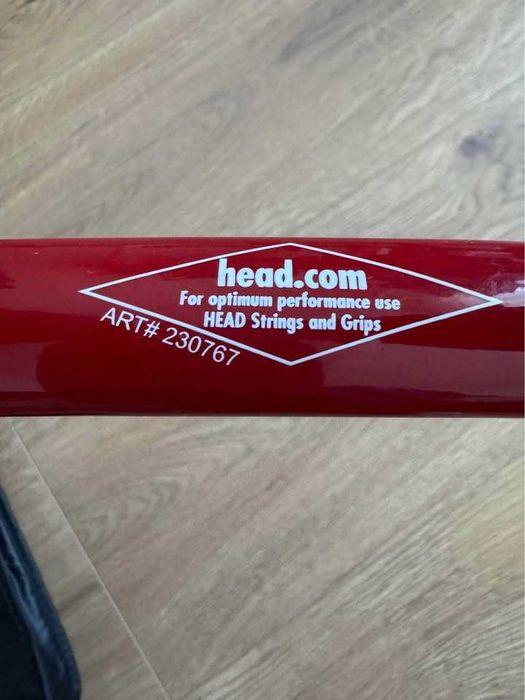 head.com
For optimum performance use
HEAD Strings and Grips
ART# 230767